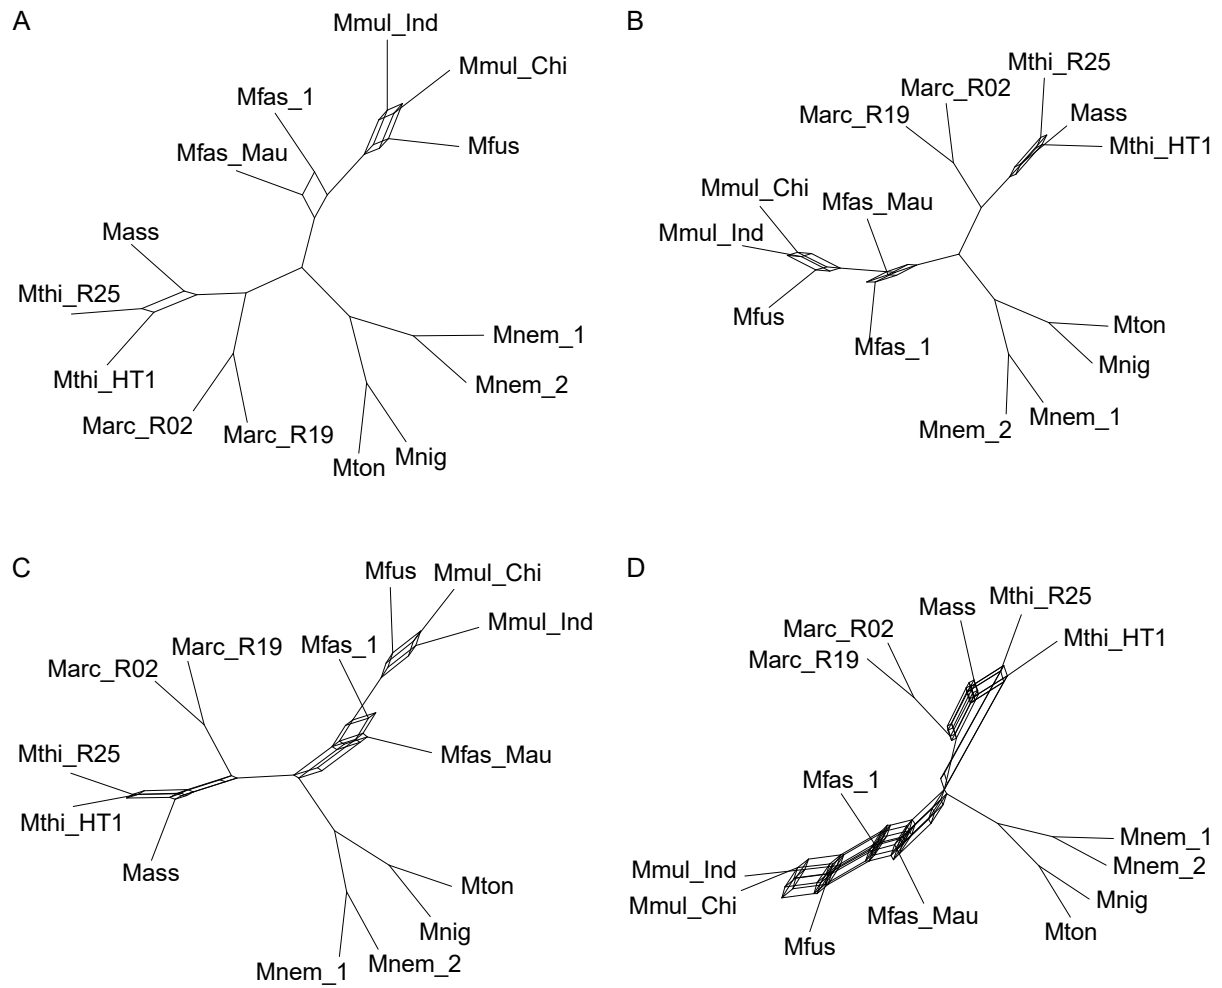 A
Mmul_Ind
Mmul_Chi
Mfas_1
Mfus
Mfas_Mau
Mass
Mthi_R25
Mnem_1
Mthi_HT1
Mnem_2
Marc_R02
Marc_R19
Mton
Mnig
B
Mthi_R25
Marc_R02
Marc_R19
Mass
Mthi_HT1
Mmul_Chi
Mfas_Mau
Mmul_Ind
Mfus
Mfas_1
Mton
Mnig
Mnem_1
Mnem_2
C
Mfus
Mmul_Chi
Mmul_Ind
Marc_R19
Mfas_1
Marc_R02
Mthi_R25
Mfas_Mau
Mthi_HT1
Mass
Mton
Mnig
Mnem_1
Mnem_2
D
Mthi_R25
Mass
Marc_R02
Mthi_HT1
Marc_R19
Mfas_1
Mnem_1
Mnem_2
Mmul_Ind
Mnig
Mmul_Chi
Mfas_Mau
Mton
Mfus